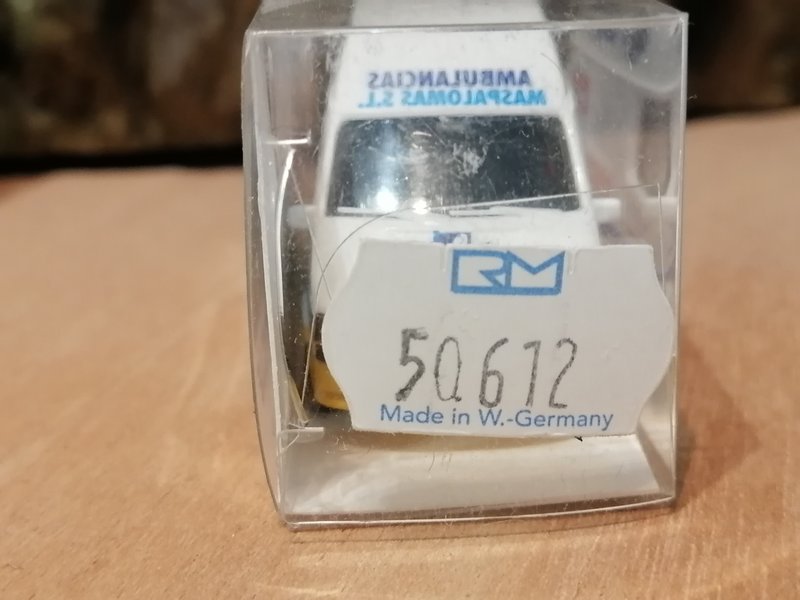 AMBULANCIAS
MASPALOMAS S.L.
RM
50612
Made in W.-Germany